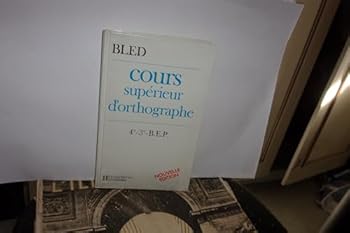 BLED
cours
supérieur
d'orthographe
4e-3e-B.E.P
NOUVELLE
ÉDITION
H